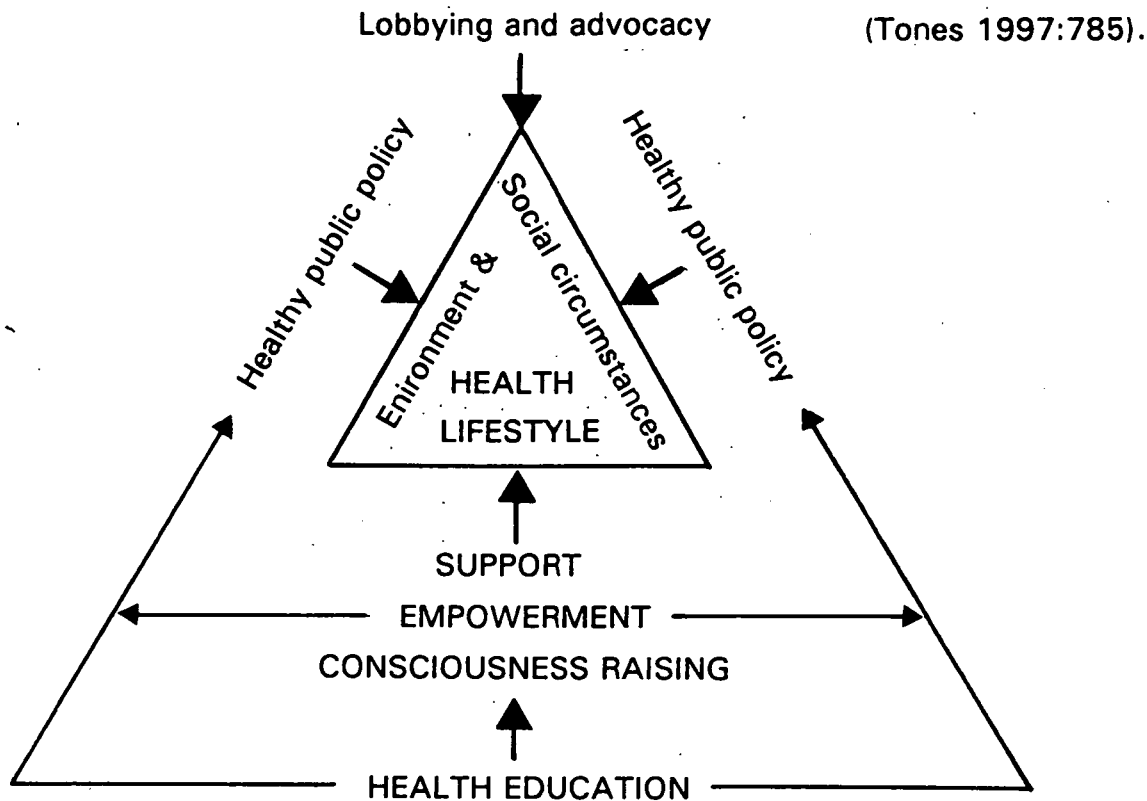 Lobbying and advocacy (Tones 1997:785).
Healthy public policy
Healthy public policy
Enironment &
Social circumstances
HEALTH
LIFESTYLE
SUPPORT
EMPOWERMENT
CONSCIOUSNESS RAISING
HEALTH EDUCATION